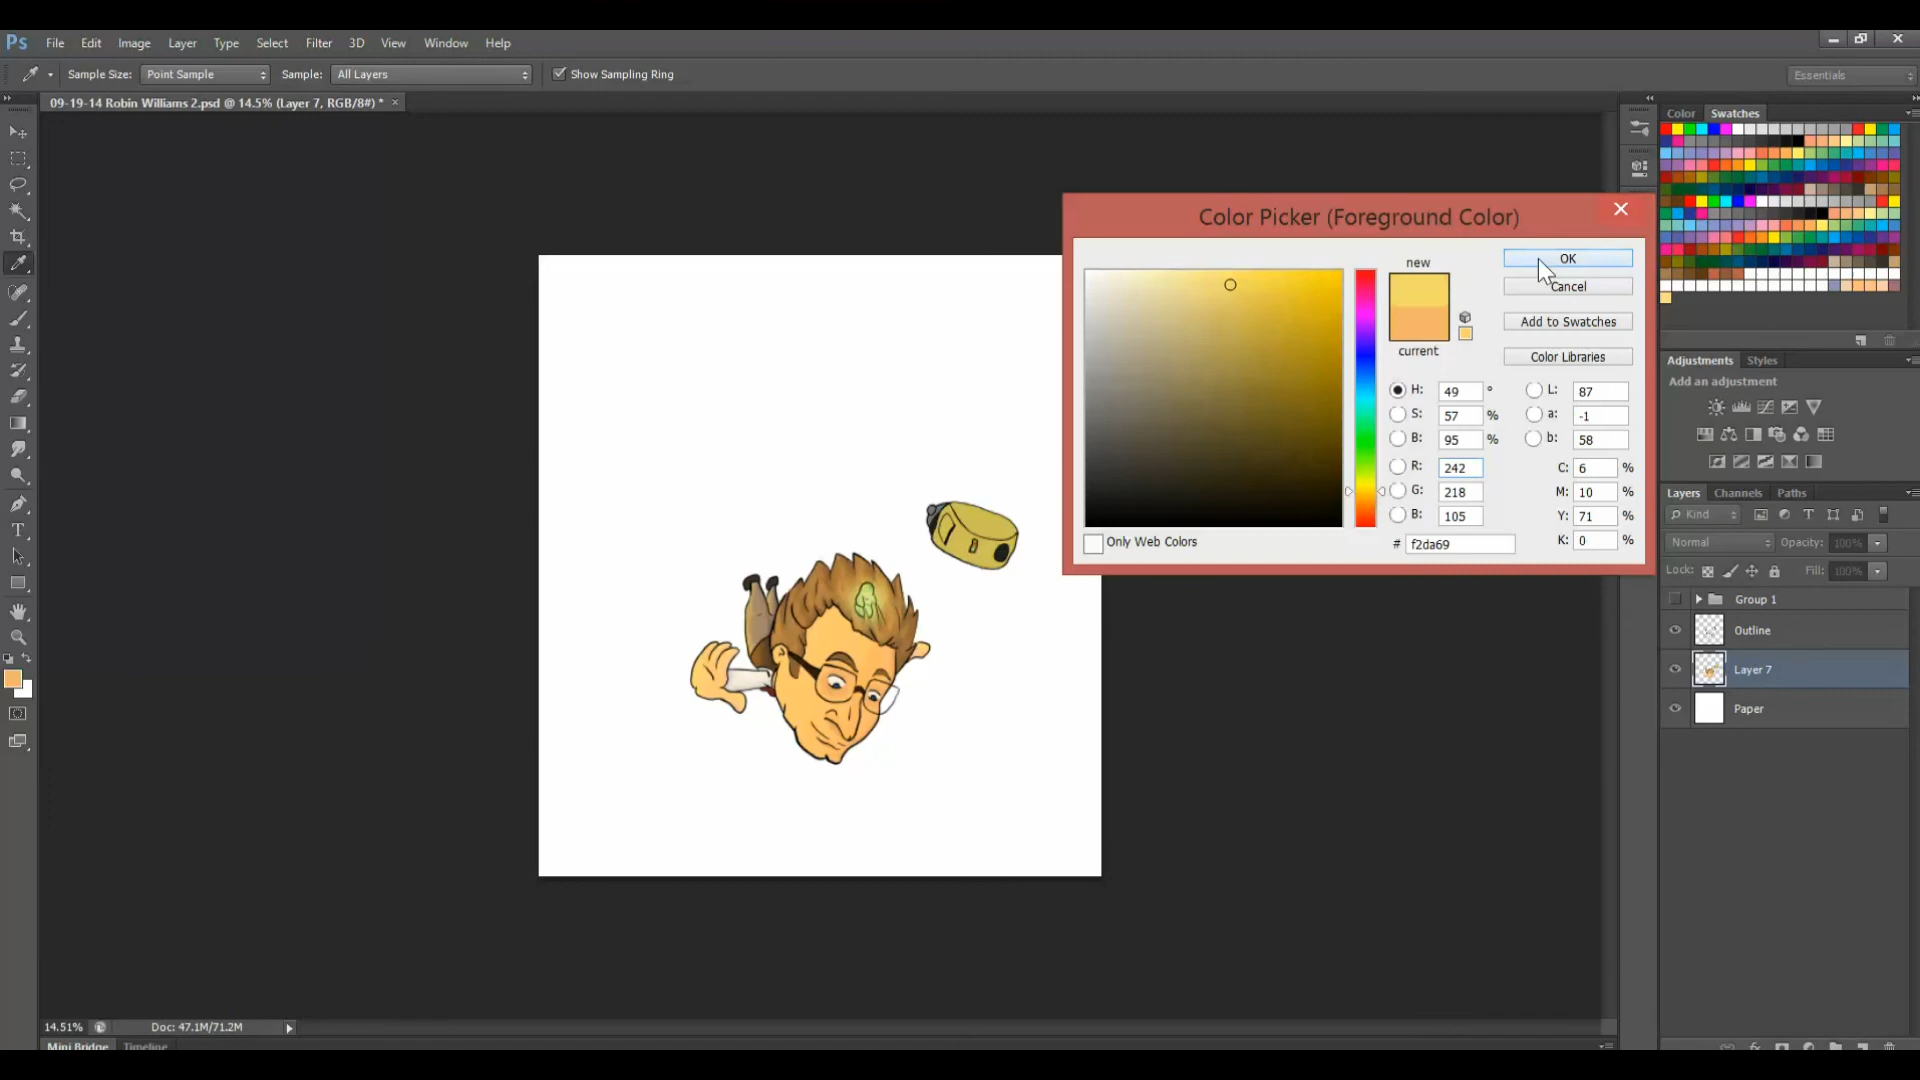 Ps File Edit Image Layer Type Select Filter 3D View Window Help
Sample Size: Point Sample Sample: All Layers Show Sampling Ring Essentials
09-19-14 Robin Williams 2.psd @ 14.5% (Layer 7, RGB/8#) * ×
Color Swatches
Color Picker (Foreground Color)
new
current
OK
Cancel
Add to Swatches
Color Libraries
H: 49 ° L: 87
S: 57 % a: -1
B: 95 % b: 58
R: 242 C: 6 %
G: 218 M: 10 %
B: 105 Y: 71 %
# f2da69 K: 0 %
Only Web Colors
Adjustments Styles
Add an adjustment
Layers Channels Paths
Kind
Normal Opacity: 100%
Lock: Fill: 100%
Group 1
Outline
Layer 7
Paper
T
14.51% Doc: 47.1M/71.2M
Mini Bridge Timeline